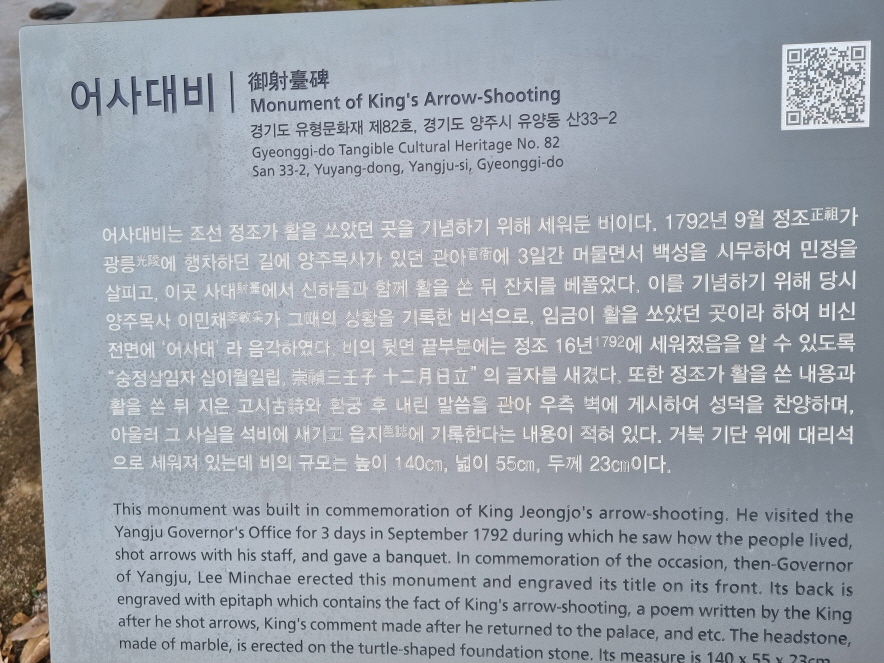 어사대비
御射臺碑
Monument of King's Arrow-Shooting
경기도 유형문화재 제82호, 경기도 양주시 유양동 산33-2
Gyeonggi-do Tangible Cultural Heritage No. 82
San 33-2, Yuyang-dong, Yangju-si, Gyeonggi-do
어사대비는 조선 정조가 활을 쏘았던 곳을 기념하기 위해 세워둔 비이다. 1792년 9월 정조正祖가
광릉光陵에 행차하던 길에 양주목사가 있던 관아官衙에 3일간 머물면서 백성을 시무하여 민정을
살피고, 이곳 사대射臺에서 신하들과 함께 활을 쏜 뒤 잔치를 베풀었다. 이를 기념하기 위해 당시
양주목사 이민채李敏采가 그때의 상황을 기록한 비석으로, 임금이 활을 쏘았던 곳이라 하여 비신
전면에 '어사대' 라 음각하였다. 비의 뒷면 끝부분에는 정조 16년1792에 세워졌음을 알 수 있도록
"숭정삼임자 십이월일립, 崇禎三壬子 十二月日立" 의 글자를 새겼다. 또한 정조가 활을 쏜 내용과
활을 쏜 뒤 지은 고시古詩와 환궁 후 내린 말씀을 관아 우측 벽에 게시하여 성덕을 찬양하며,
아울러 그 사실을 석비에 새기고 읍지邑誌에 기록한다는 내용이 적혀 있다. 거북 기단 위에 대리석
으로 세워져 있는데 비의 규모는 높이 140㎝, 넓이 55㎝, 두께 23㎝이다.
This monument was built in commemoration of King Jeongjo's arrow-shooting. He visited the
Yangju Governor's Office for 3 days in September 1792 during which he saw how the people lived,
shot arrows with his staff, and gave a banquet. In commemoration of the occasion, then-Governor
of Yangju, Lee Minchae erected this monument and engraved its title on its front. Its back is
engraved with epitaph which contains the fact of King's arrow-shooting, a poem written by the King
after he shot arrows, King's comment made after he returned to the palace, and etc. The headstone,
made of marble, is erected on the turtle-shaped foundation stone. Its measure is 140 x 55 x 23cm.